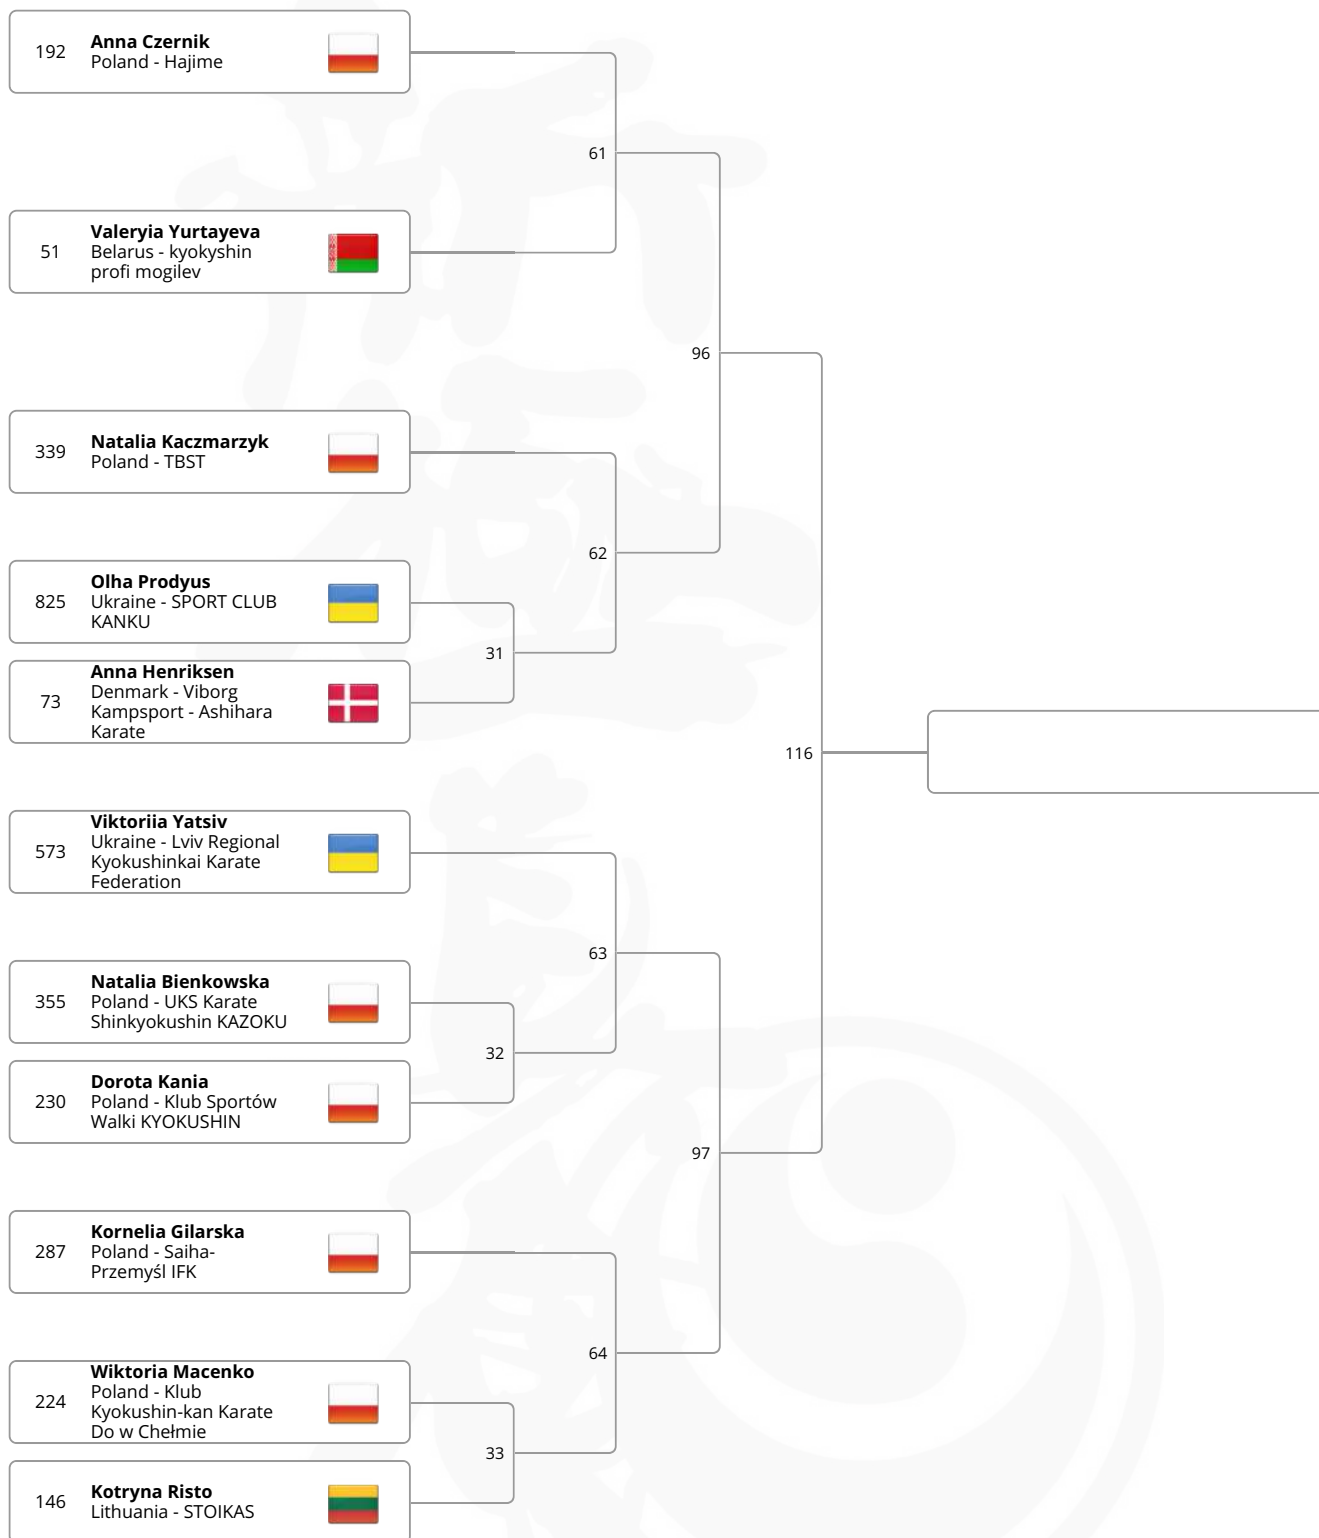 192
Anna Czernik
Poland - Hajime
61
51
Valeryia Yurtayeva
Belarus - kyokyshin
profi mogilev
96
339
Natalia Kaczmarzyk
Poland - TBST
62
825
Olha Prodyus
Ukraine - SPORT CLUB
KANKU
31
73
Anna Henriksen
Denmark - Viborg
Kampsport - Ashihara
Karate
116
573
Viktoriia Yatsiv
Ukraine - Lviv Regional
Kyokushinkai Karate
Federation
63
355
Natalia Bienkowska
Poland - UKS Karate
Shinkyokushin KAZOKU
32
230
Dorota Kania
Poland - Klub Sportów
Walki KYOKUSHIN
97
287
Kornelia Gilarska
Poland - Saiha-
Przemyśl IFK
64
224
Wiktoria Macenko
Poland - Klub
Kyokushin-kan Karate
Do w Chełmie
33
146
Kotryna Risto
Lithuania - STOIKAS